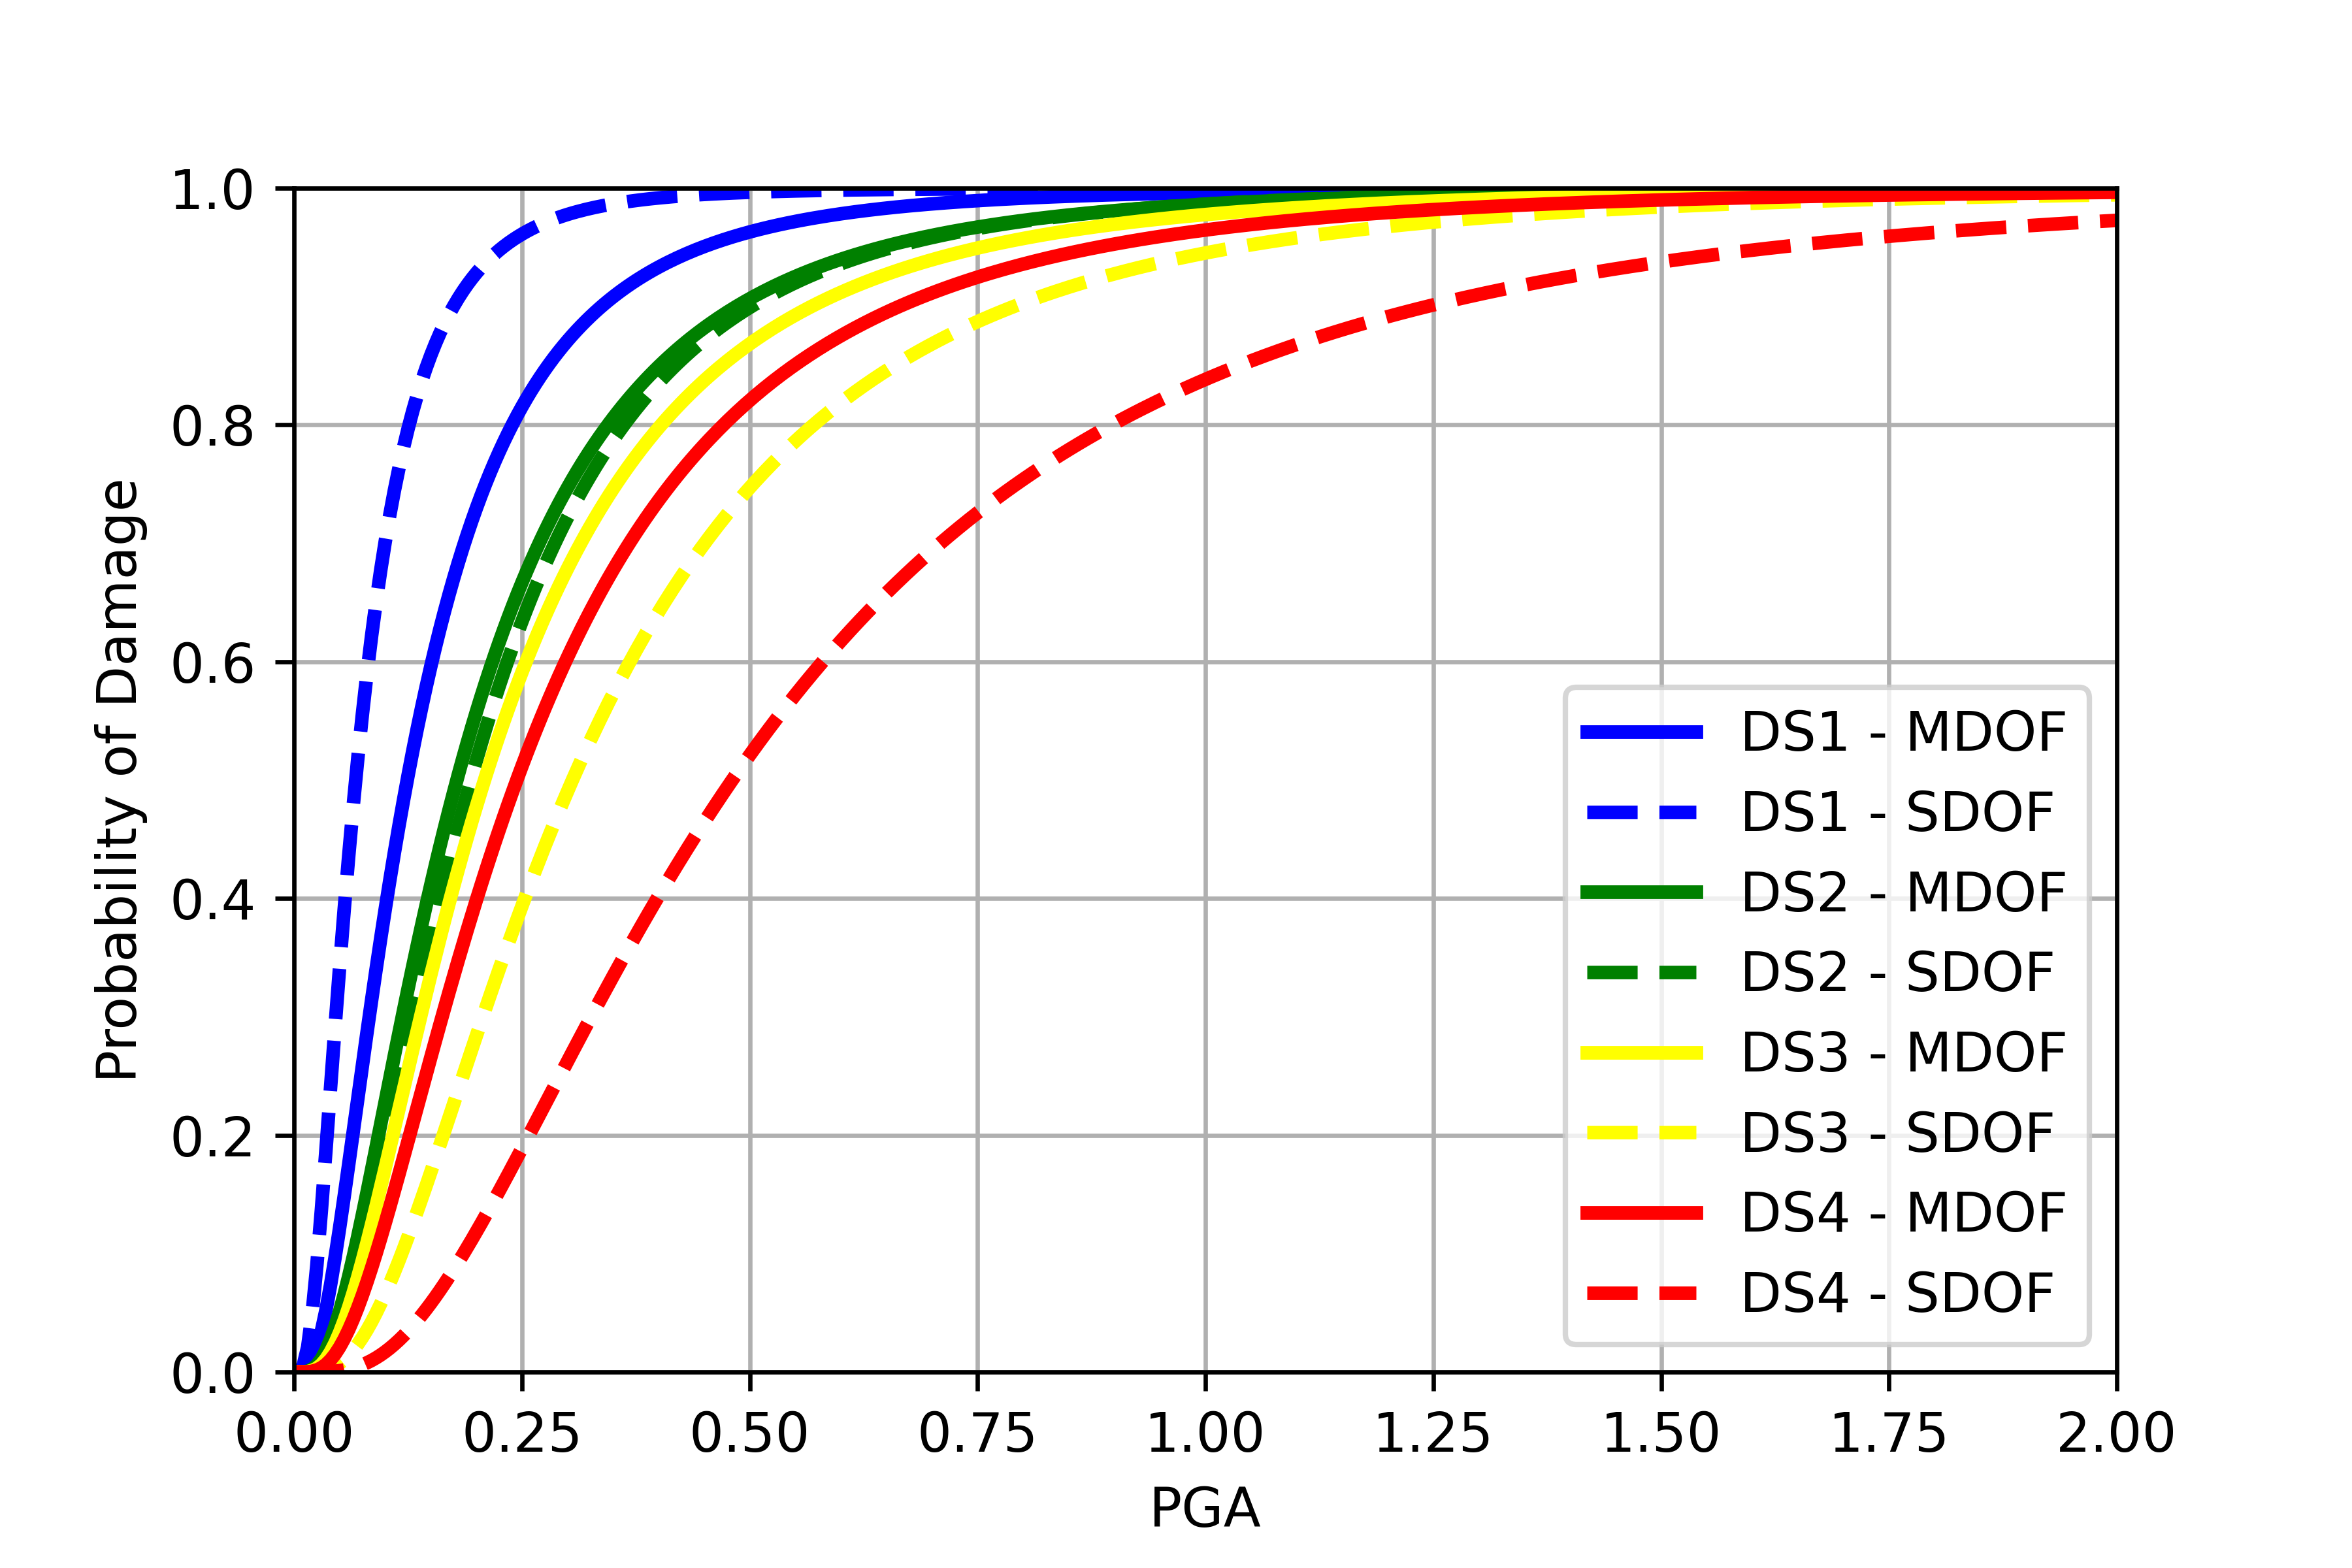 1.0
0.8
0.6
0.4
0.2
0.0
Probability of Damage
0.00 0.25 0.50 0.75 1.00 1.25 1.50 1.75 2.00
PGA
DS1 - MDOF
DS1 - SDOF
DS2 - MDOF
DS2 - SDOF
DS3 - MDOF
DS3 - SDOF
DS4 - MDOF
DS4 - SDOF